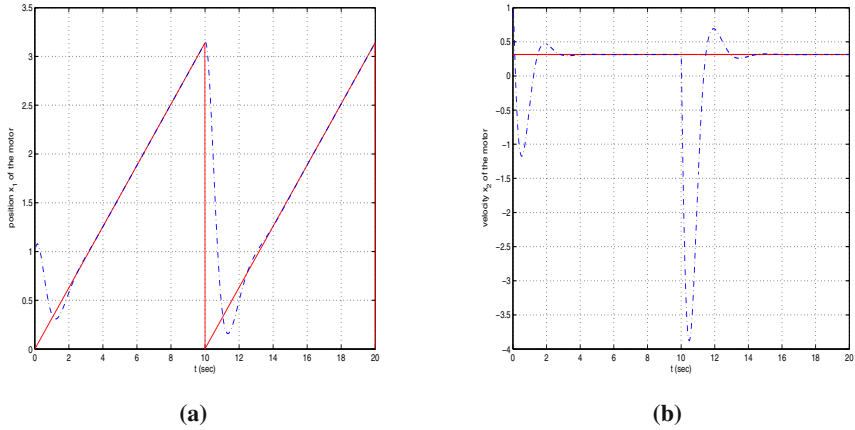 3.5
3
2.5
2
1.5
1
0.5
0
position x1 of the motor
0 2 4 6 8 10 12 14 16 18 20
t (sec)
(a)
1
0.5
0
−0.5
−1
−1.5
−2
−2.5
−3
−3.5
−4
velocity x2 of the motor
0 2 4 6 8 10 12 14 16 18 20
t (sec)
(b)